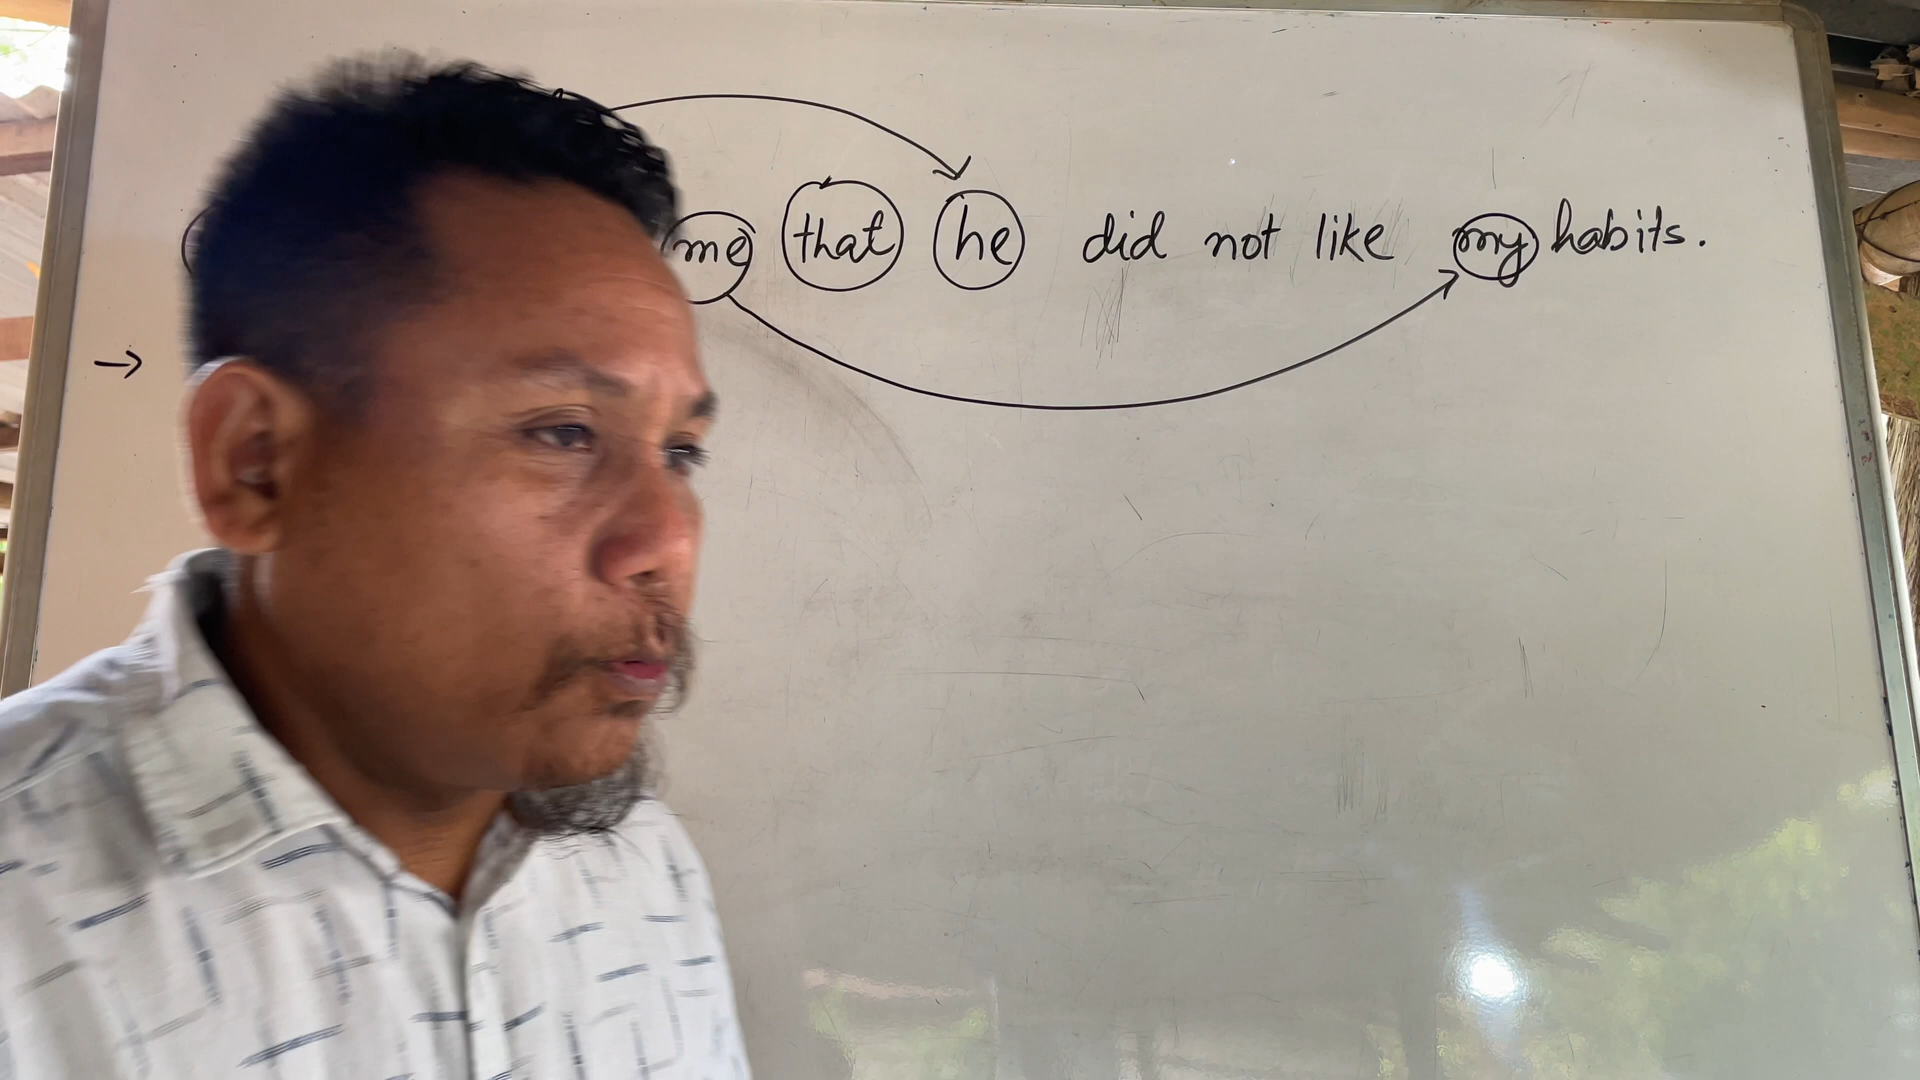 me that he did not like my habits.
→